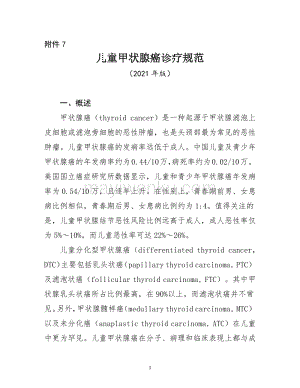 附件 7
儿童甲状腺癌诊疗规范
（2021 年版）
一、概述
甲状腺癌（thyroid cancer）是一种起源于甲状腺滤泡上
皮细胞或滤泡旁细胞的恶性肿瘤，也是头颈部最为常见的恶性
肿瘤。儿童甲状腺癌的发病率远低于成人。中国儿童及青少年
甲状腺癌的年发病率约为 0.44/10 万，病死率约为 0.02/10 万。
美国国立癌症研究所数据显示，儿童和青少年甲状腺癌年发病
率为 0.54/10 万，且逐年上升。在性别上，青春期前男、女患
病比例相似，青春期后男、女患病比例约为 1:4。值得关注的
是，儿童甲状腺结节恶性风险比例远高于成人，成人恶性率仅
为 5%～10%，而儿童恶性率可达 22%～26%。
儿童分化型甲状腺癌（differentiated thyroid cancer,
DTC）主要包括乳头状癌（papillary thyroid carcinoma, PTC）
及滤泡状癌（follicular thyroid carcinoma, FTC）。其中甲
状腺乳头状癌所占比例最高，在 90%以上，而滤泡状癌并不常
见。另外，甲状腺髓样癌（medullary thyroid carcinoma, MTC）
以及未分化癌（anaplastic thyroid carcinoma, ATC）在儿童
中更为罕见。儿童甲状腺癌在分子、病理和临床表现上都与成
1